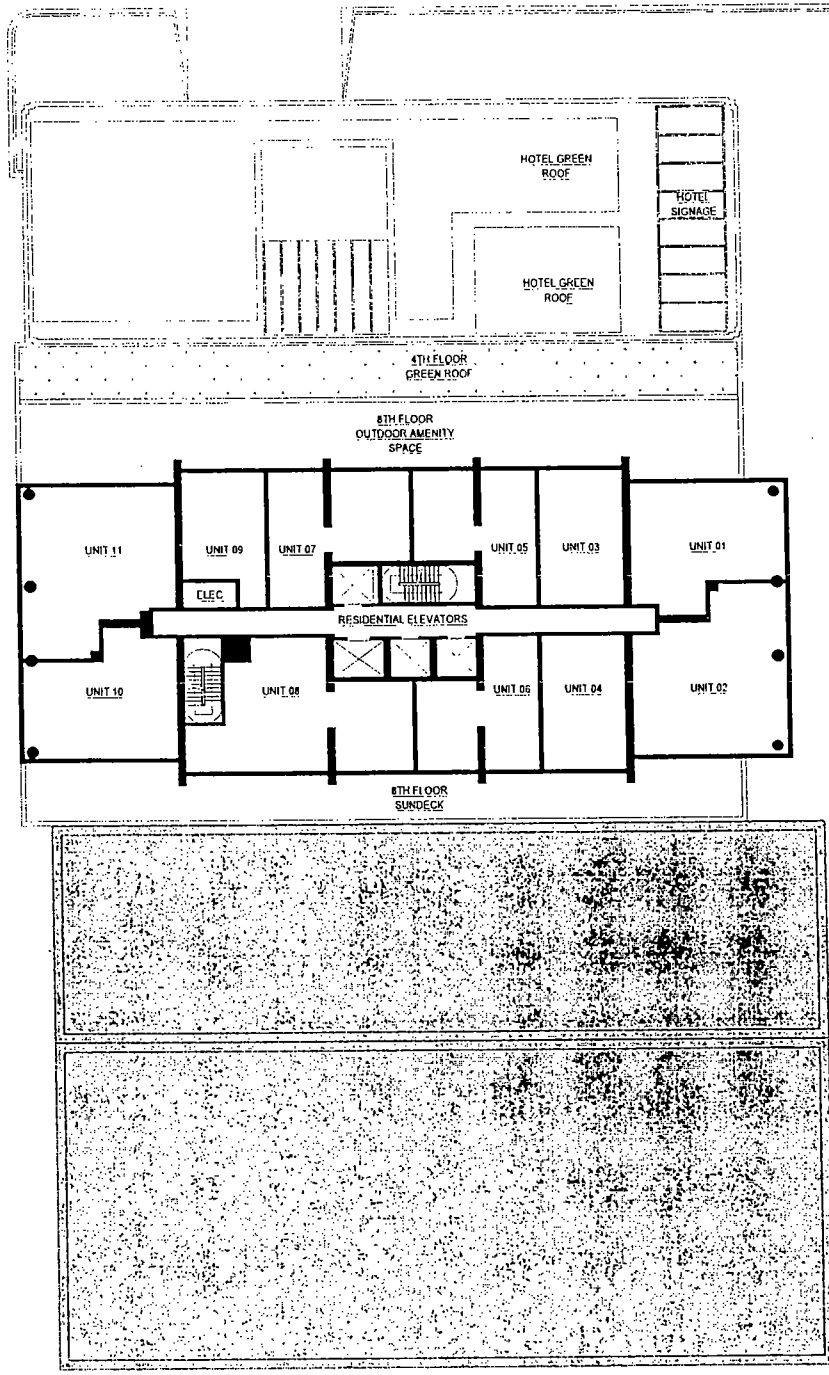 HOTEL GREEN
ROOF
HOTEL
SIGNAGE
HOTEL GREEN
ROOF
4TH FLOOR
GREEN ROOF
8TH FLOOR
OUTDOOR AMENITY
SPACE
UNIT 11
UNIT 09
UNIT 07
UNIT 05
UNIT 03
UNIT 01
ELEC
RESIDENTIAL ELEVATORS
UNIT 10
UNIT 08
UNIT 06
UNIT 04
UNIT 02
8TH FLOOR
SUNDECK